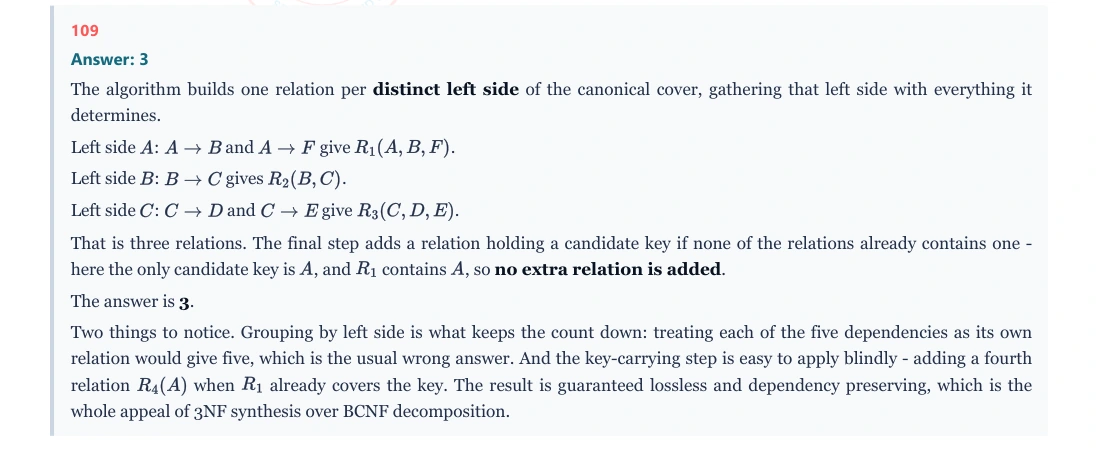 109
Answer: 3
The algorithm builds one relation per distinct left side of the canonical cover, gathering that left side with everything it
determines.
Left side A: A → B and A → F give R₁(A, B, F).
Left side B: B → C gives R₂(B, C).
Left side C: C → D and C → E give R₃(C, D, E).
That is three relations. The final step adds a relation holding a candidate key if none of the relations already contains one -
here the only candidate key is A, and R₁ contains A, so no extra relation is added.
The answer is 3.
Two things to notice. Grouping by left side is what keeps the count down: treating each of the five dependencies as its own
relation would give five, which is the usual wrong answer. And the key-carrying step is easy to apply blindly - adding a fourth
relation R₄(A) when R₁ already covers the key. The result is guaranteed lossless and dependency preserving, which is the
whole appeal of 3NF synthesis over BCNF decomposition.